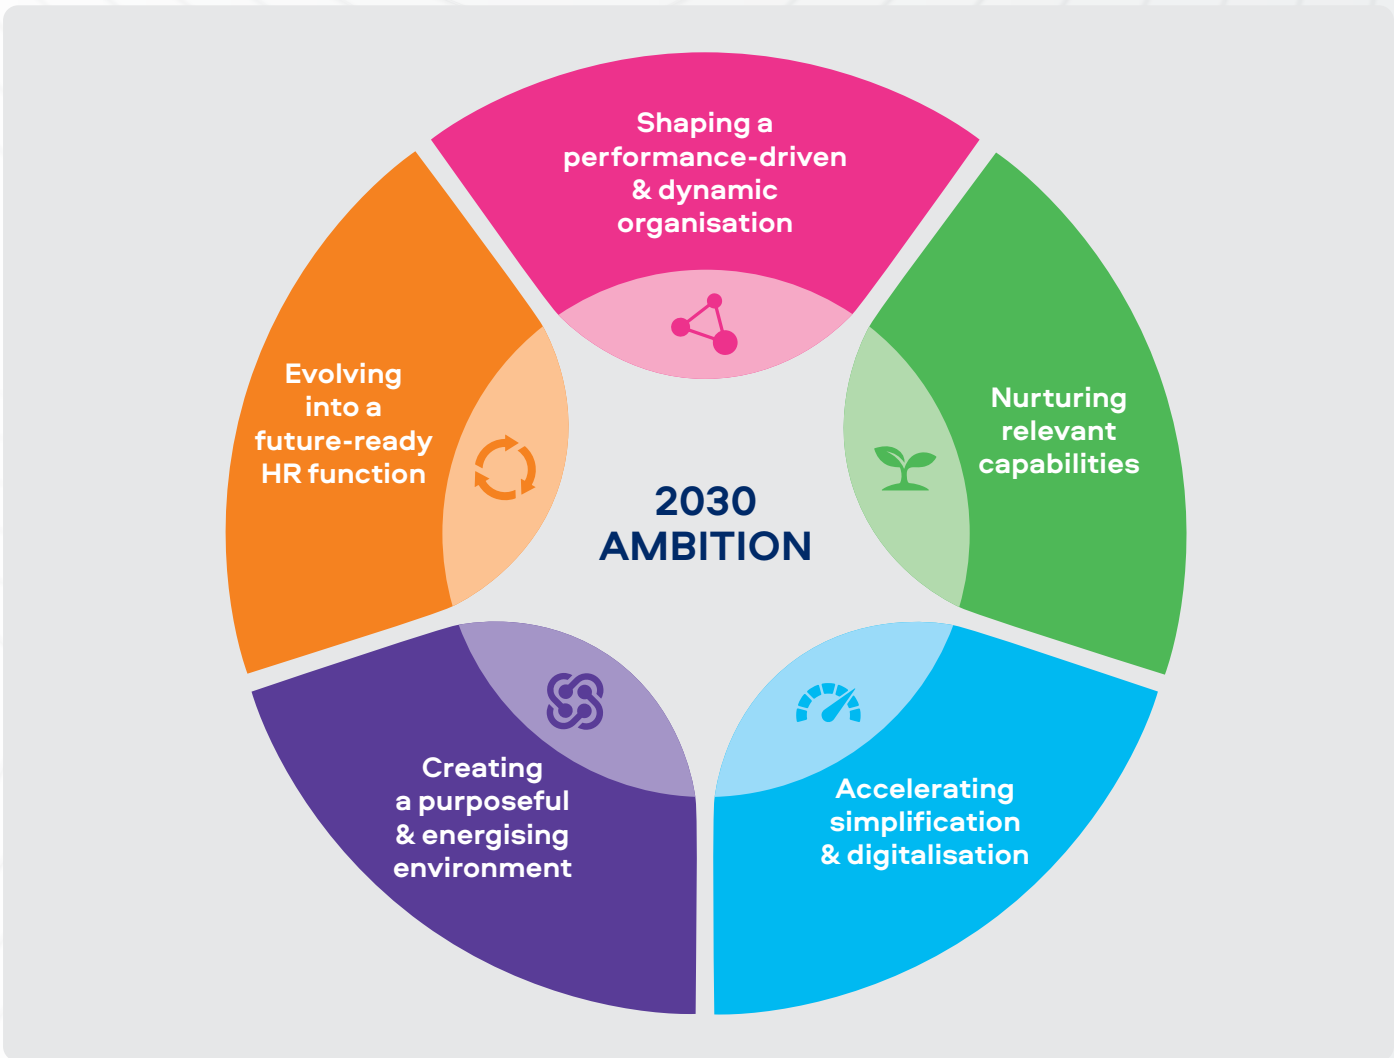 Shaping a
performance-driven
& dynamic
organisation
Nurturing
relevant
capabilities
Accelerating
simplification
& digitalisation
Creating
a purposeful
& energising
environment
Evolving
into a
future-ready
HR function
2030
AMBITION